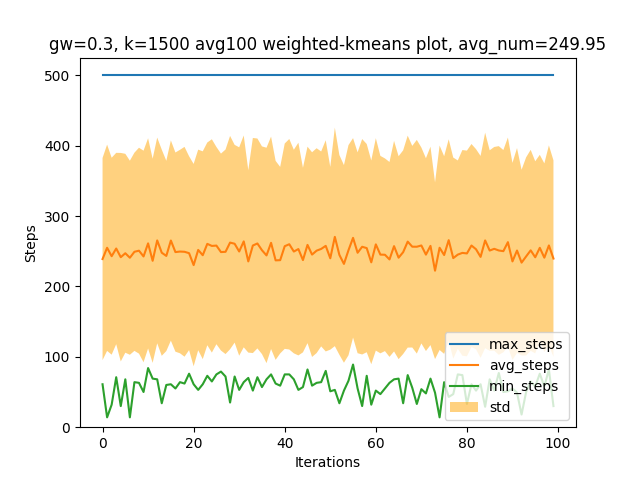 gw=0.3, k=1500 avg100 weighted-kmeans plot, avg_num=249.95
500
400
300
200
100
0
Steps
max_steps
avg_steps
min_steps
std
0
20
40
60
80
100
Iterations